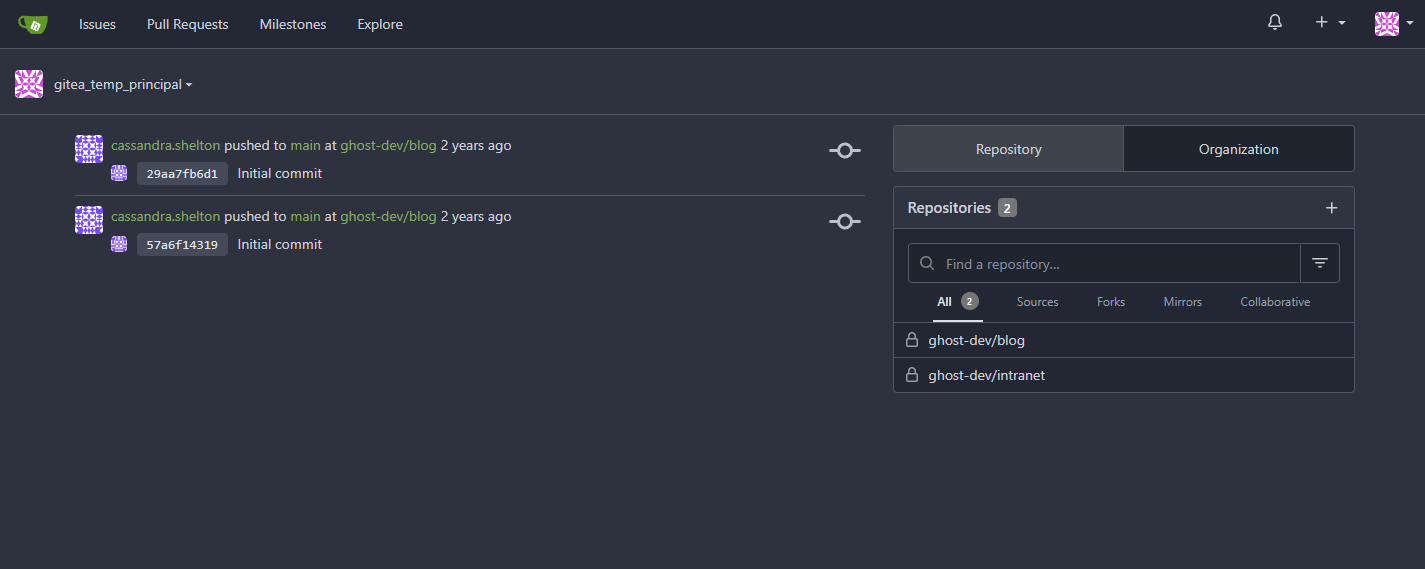 Issues Pull Requests Milestones Explore
gitea_temp_principal
cassandra.shelton pushed to main at ghost-dev/blog 2 years ago
29aa7fb6d1 Initial commit
cassandra.shelton pushed to main at ghost-dev/blog 2 years ago
57a6f14319 Initial commit
Repository Organization
Repositories 2
Find a repository...
All 2 Sources Forks Mirrors Collaborative
ghost-dev/blog
ghost-dev/intranet